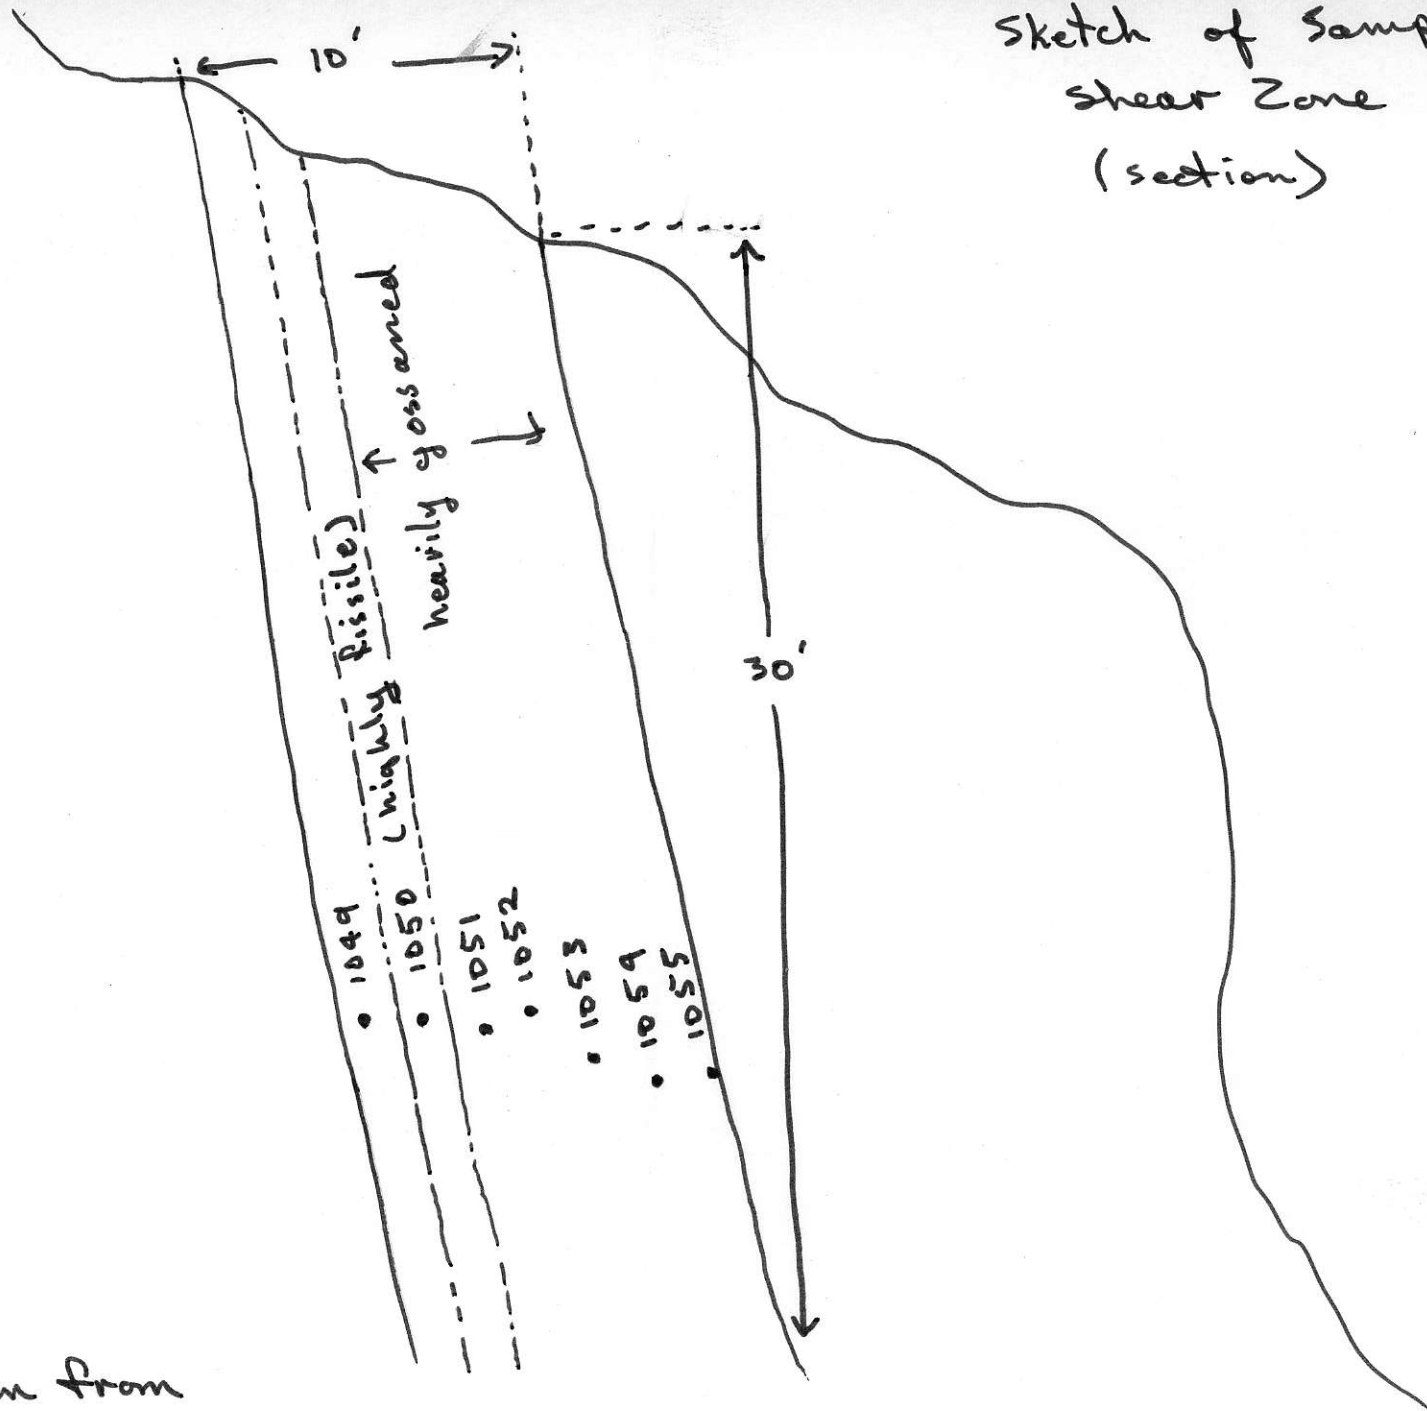 Sketch of Samp
Shear Zone
(section)
10'
heavily gossaned
(highly fissile)
30'
1049
1050
1051
1052
1053
1054
1055
from